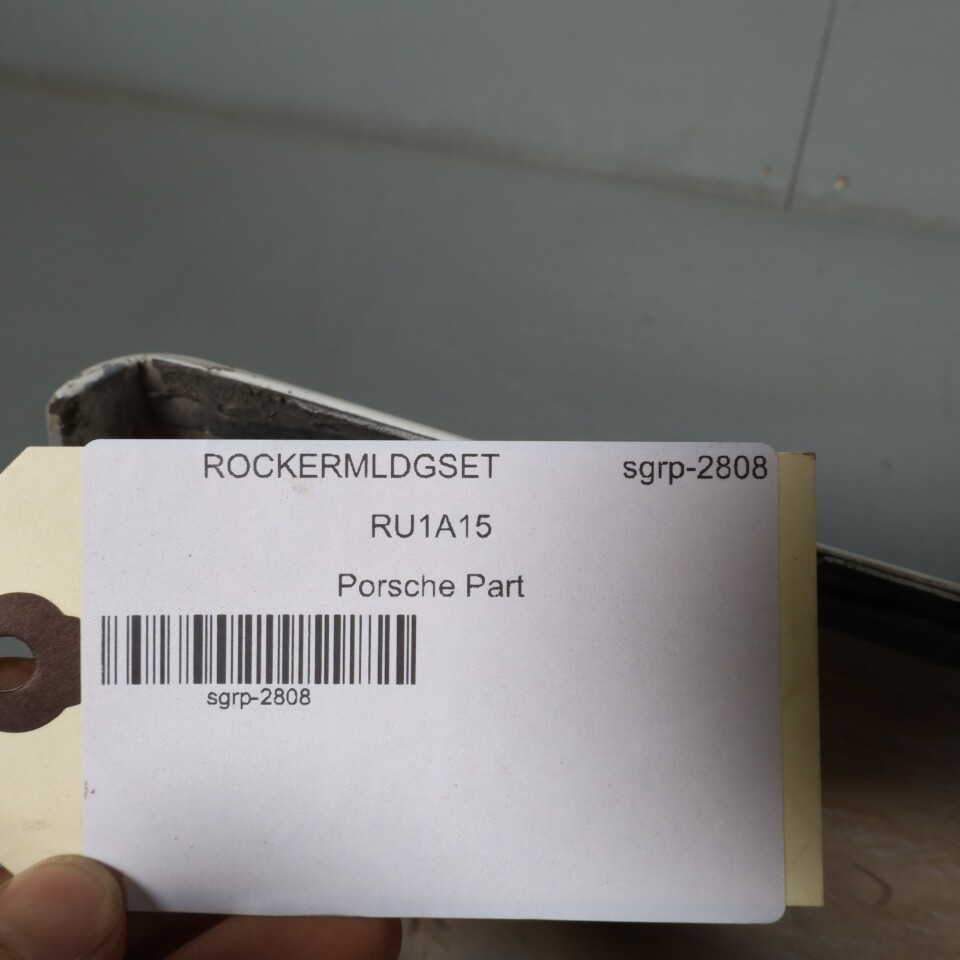 ROCKERMLDGSET sgrp-2808
RU1A15
Porsche Part
sgrp-2808